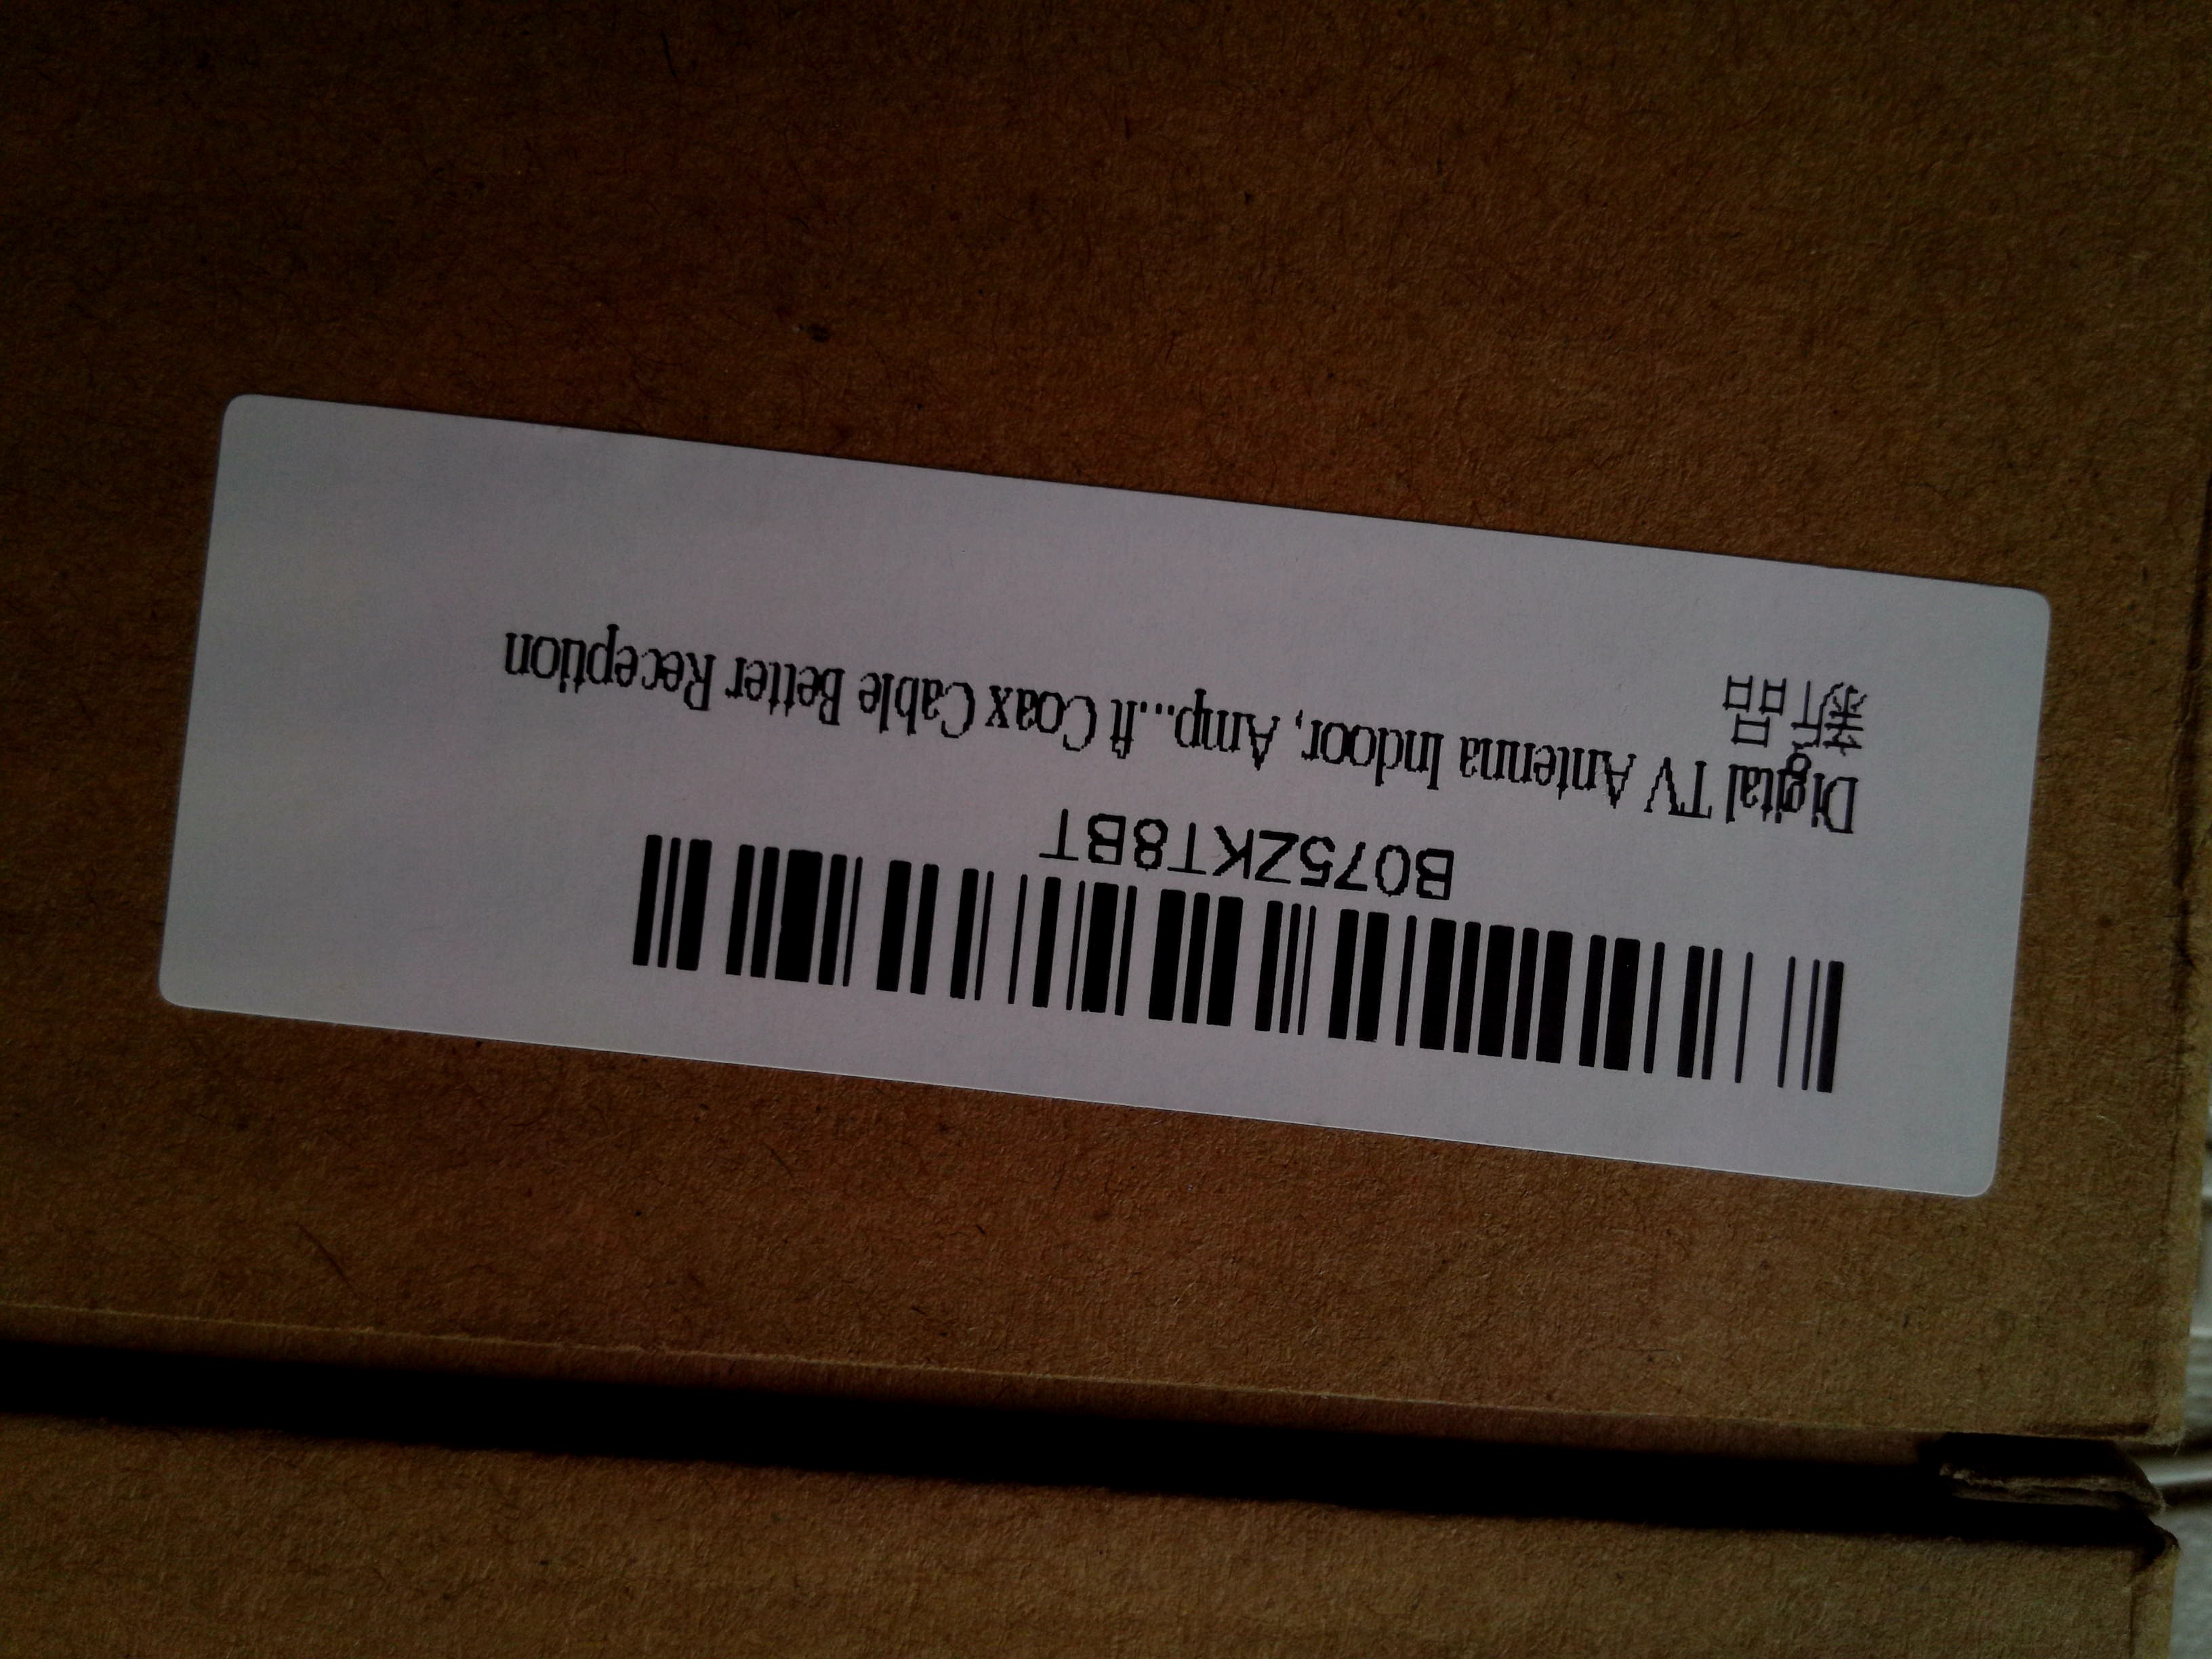 B075ZKT8BT
Digital TV Antenna Indoor, Amp...ft Coax Cable Better Reception
新品